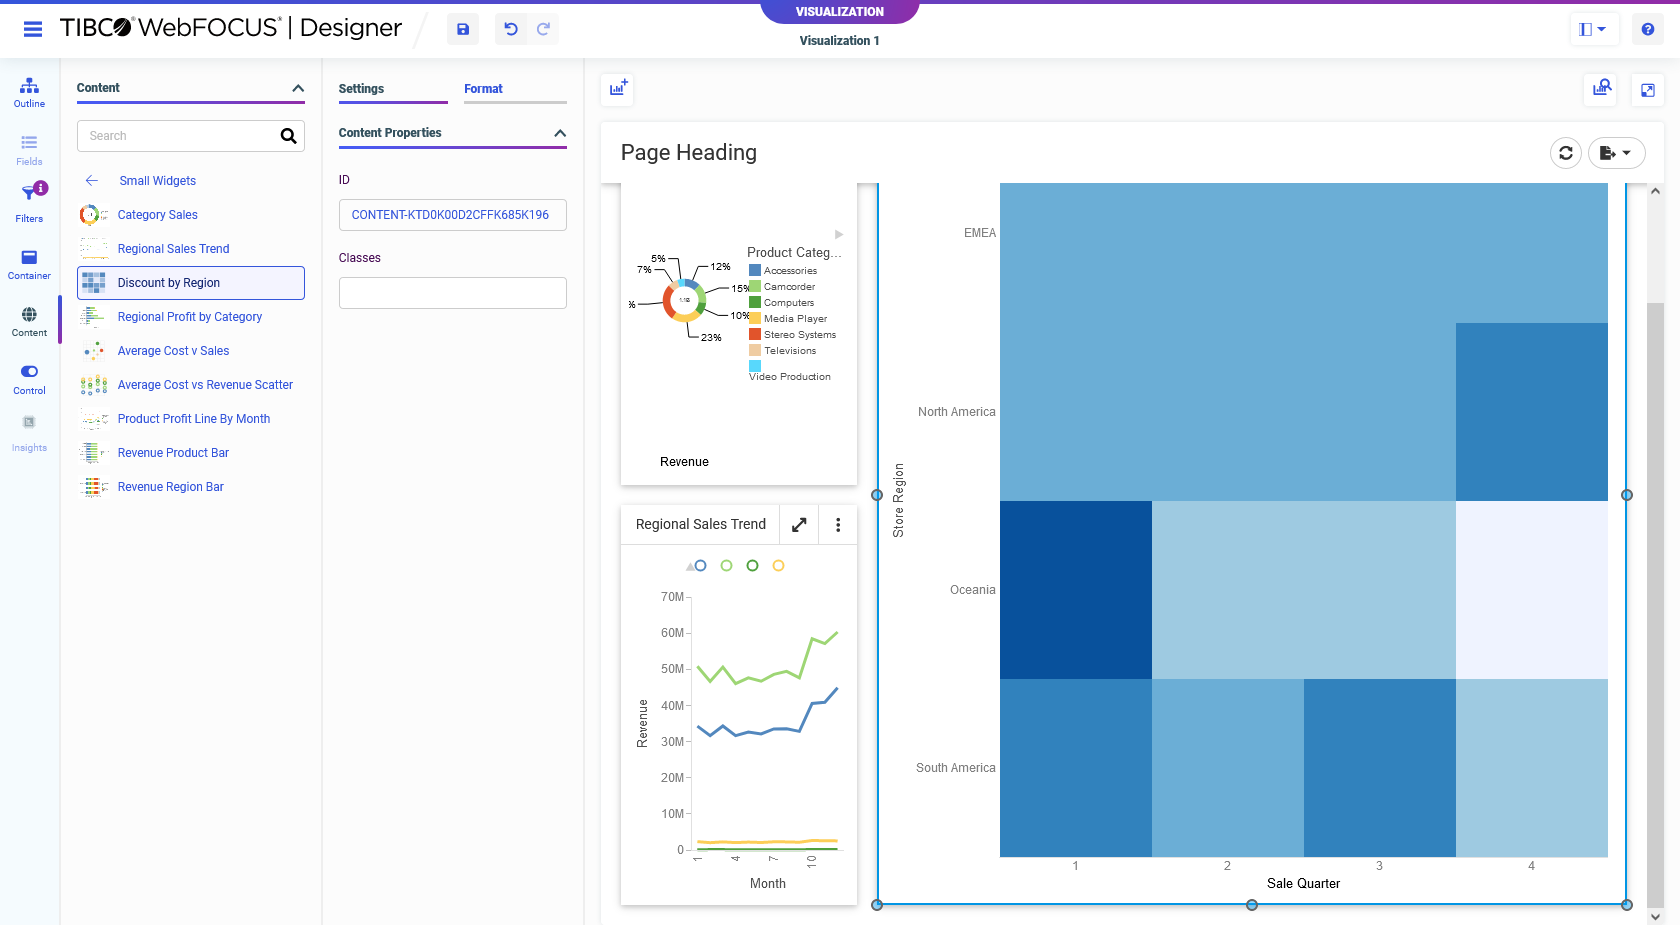 VISUALIZATION
TIBCO WebFOCUS | Designer
Visualization 1
?
Outline
Fields
i
Filters
Container
Content
Control
Insights
Content
Search
Small Widgets
Category Sales
Regional Sales Trend
Discount by Region
Regional Profit by Category
Average Cost v Sales
Average Cost vs Revenue Scatter
Product Profit Line By Month
Revenue Product Bar
Revenue Region Bar
Settings
Format
Content Properties
ID
CONTENT-KTD0K00D2CFFK685K196
Classes
Page Heading
Product Categ...
Accessories
Camcorder
Computers
Media Player
Stereo Systems
Televisions
Video Production
5%
12%
7%
15%
%
10%
23%
Revenue
Regional Sales Trend
70M
60M
50M
40M
30M
20M
10M
0
Revenue
1
4
7
10
Month
EMEA
North America
Oceania
South America
Store Region
1
2
3
4
Sale Quarter